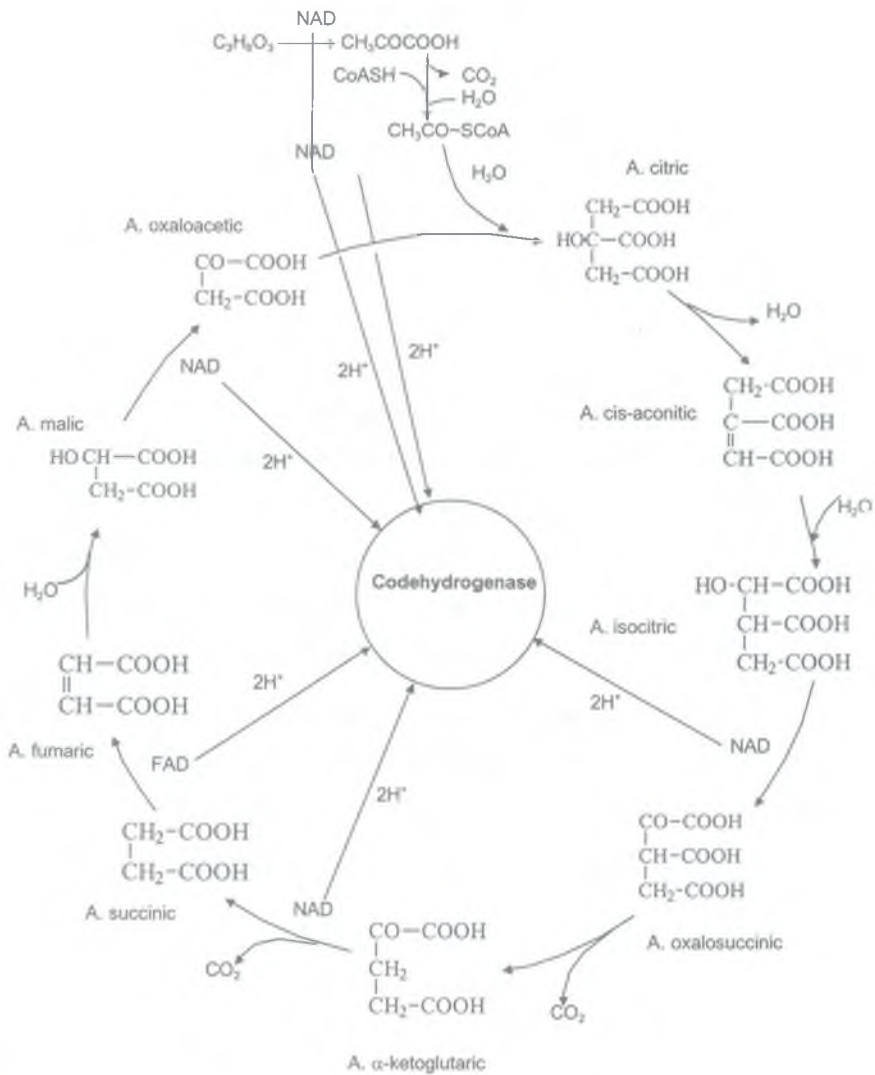 NAD
C₃H₆O₃ CH₃COCOOH
CoASH CO₂
H₂O
CH₃CO-SCoA
NAD
H₂O
A. citric
CH₂-COOH
HOC-COOH
CH₂-COOH
A. oxaloacetic
CO-COOH
CH₂-COOH
H₂O
NAD
2H⁺
2H⁺
CH₂-COOH
A. cis-aconitic
C-COOH
CH-COOH
A. malic
HO CH-COOH
CH₂-COOH
2H⁺
H₂O
Codehydrogenase
H₂O
HO-CH-COOH
A. isocitric
CH-COOH
CH₂-COOH
CH-COOH
CH-COOH
A. fumaric
2H⁺
FAD
2H⁺
NAD
2H⁺
CH₂-COOH
CH₂-COOH
A. succinic
NAD
CO-COOH
CH-COOH
CH₂-COOH
A. oxalosuccinic
CO₂
CO-COOH
CH₂
CH₂-COOH
CO₂
A. α-ketoglutaric